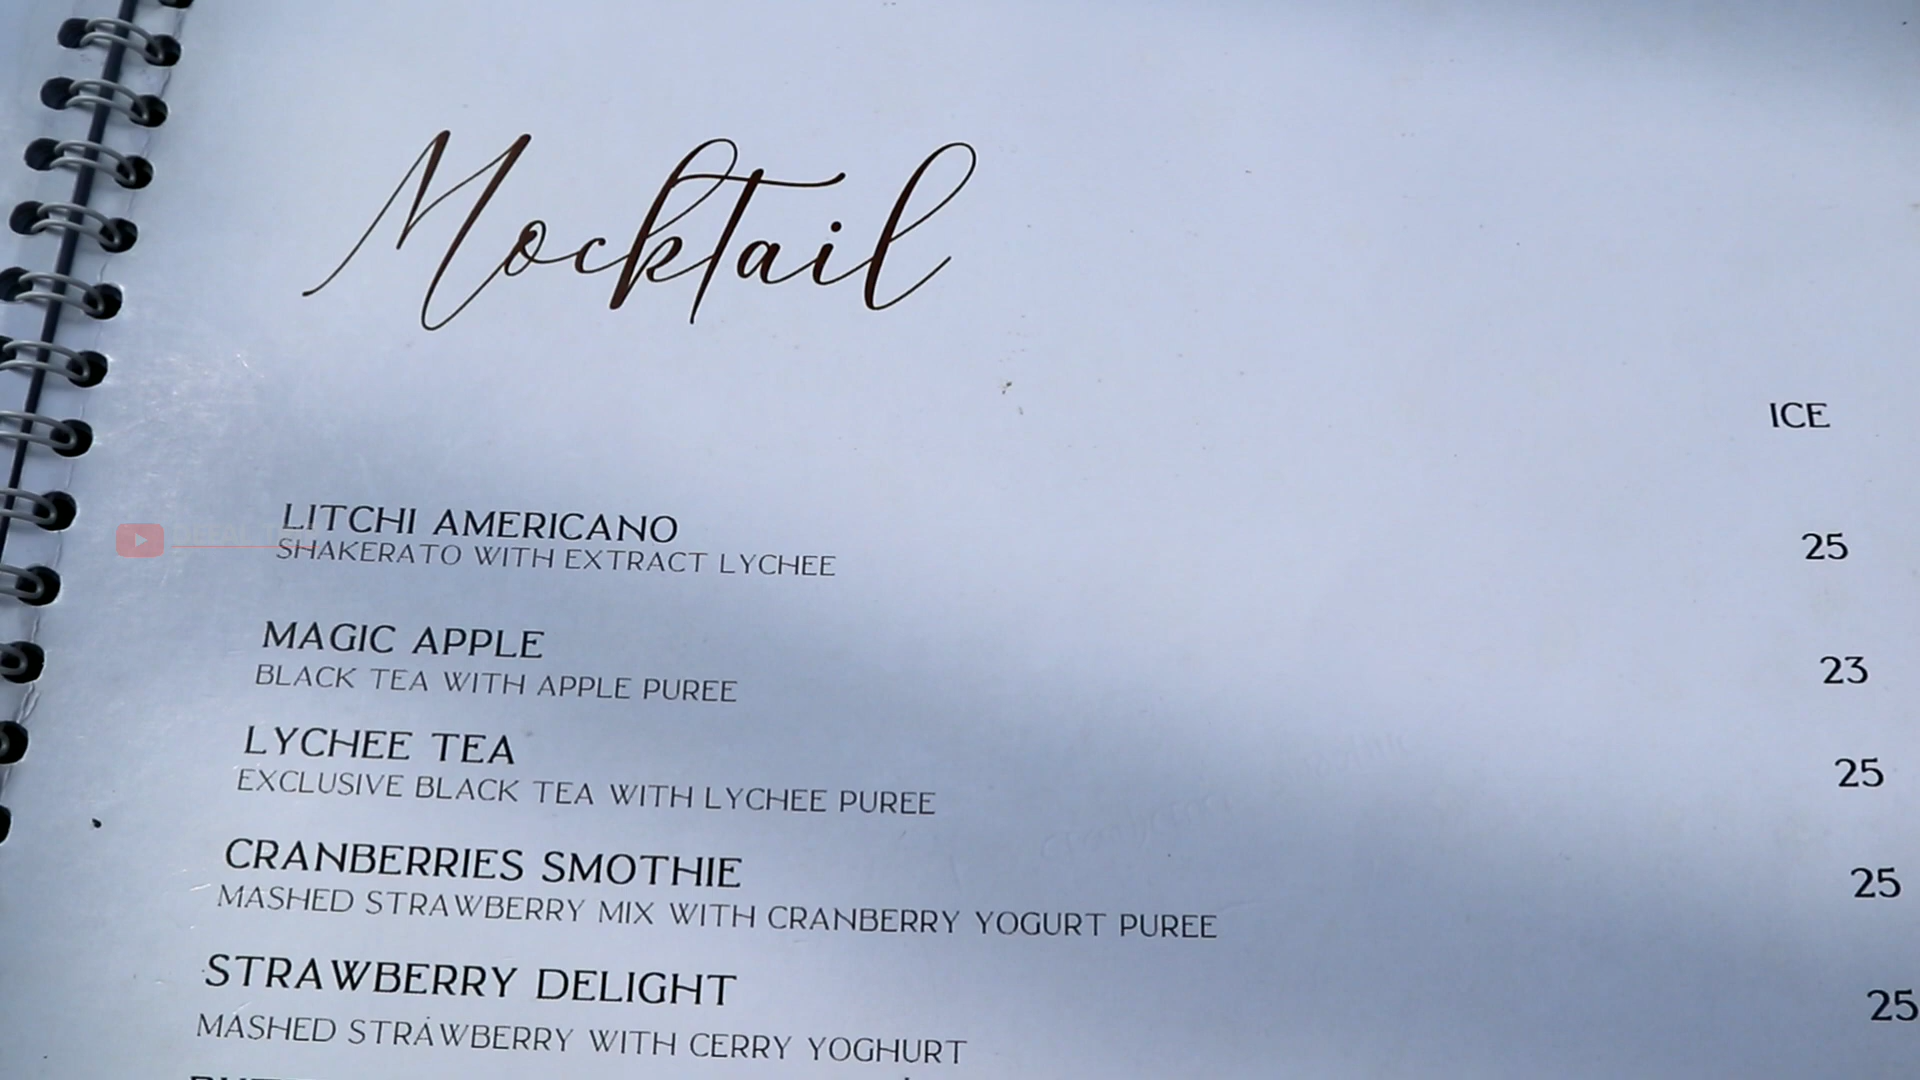 Mocktail
ICE
LITCHI AMERICANO 25
SHAKERATO WITH EXTRACT LYCHEE
MAGIC APPLE 23
BLACK TEA WITH APPLE PUREE
LYCHEE TEA 25
EXCLUSIVE BLACK TEA WITH LYCHEE PUREE
CRANBERRIES SMOTHIE 25
MASHED STRAWBERRY MIX WITH CRANBERRY YOGURT PUREE
STRAWBERRY DELIGHT 25
MASHED STRAWBERRY WITH CERRY YOGHURT